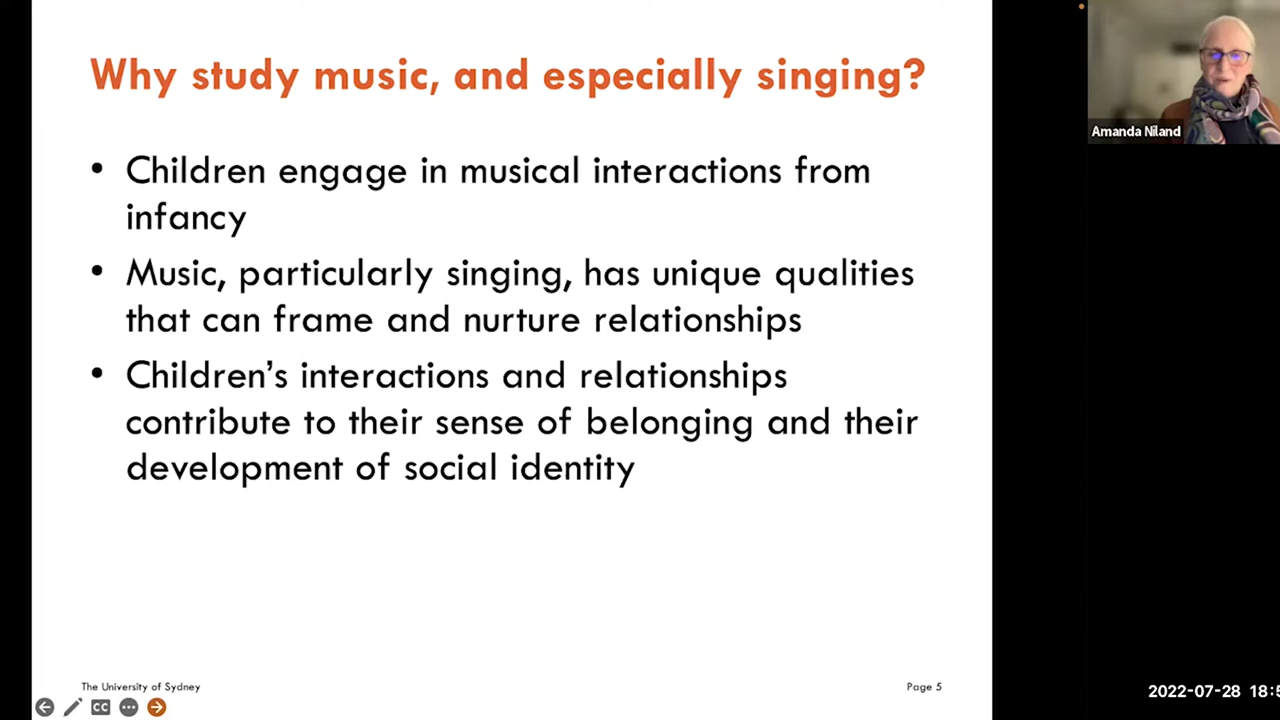 Why study music, and especially singing?
• Children engage in musical interactions from
infancy
• Music, particularly singing, has unique qualities
that can frame and nurture relationships
• Children’s interactions and relationships
contribute to their sense of belonging and their
development of social identity
The University of Sydney
Page 5
CC
Amanda Niland
2022-07-28 18:5